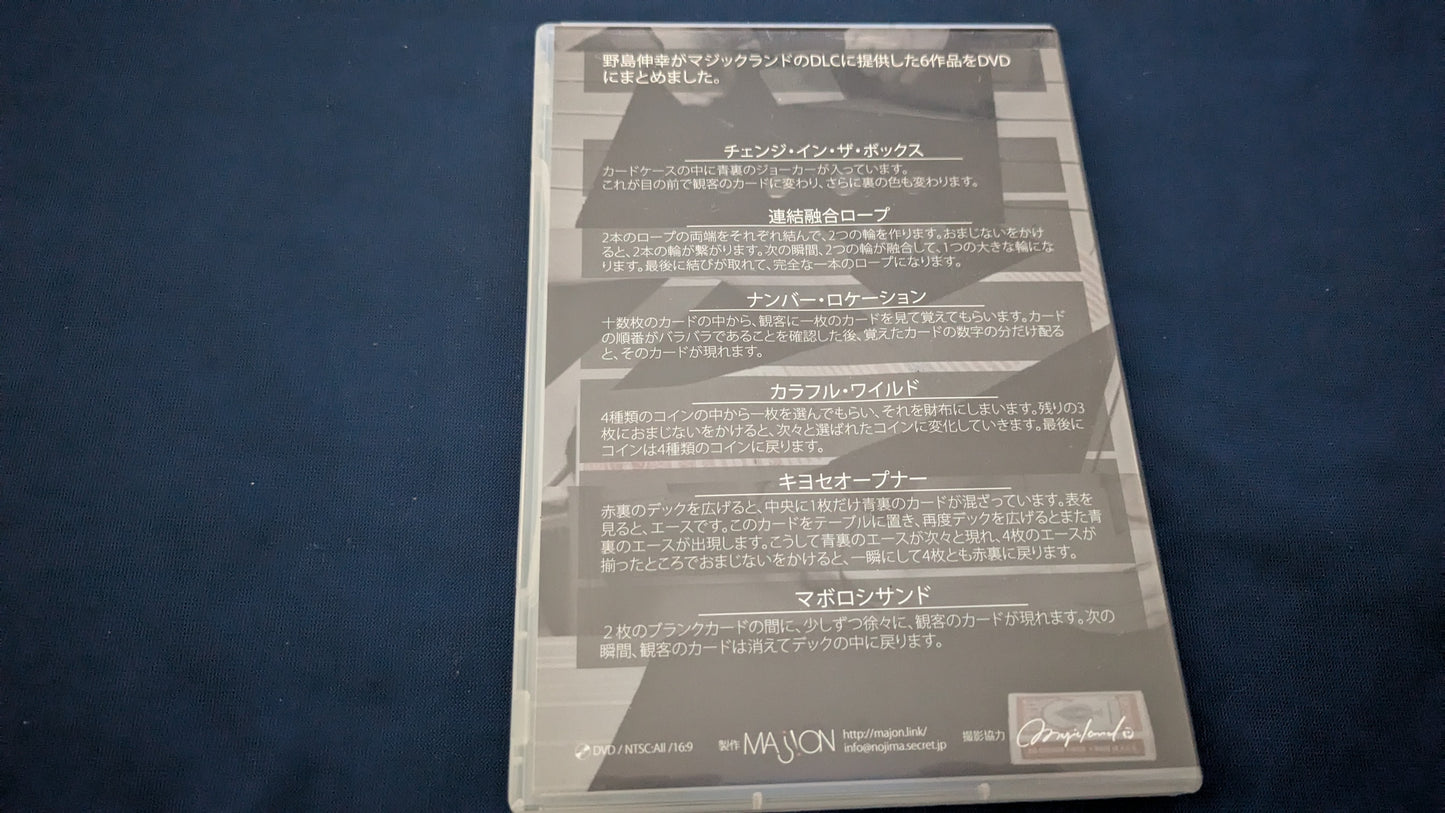 野島伸幸がマジックランドのDLCに提供した6作品をDVD
にまとめました。
チェンジ・イン・ザ・ボックス
カードケースの中に青裏のジョーカーが入っています。
これが目の前で観客のカードに変わり、さらに裏の色も変わります。
連結融合ロープ
2本のロープの両端をそれぞれ結んで、2つの輪を作ります。おまじないをかけ
ると、2本の輪が繋がります。次の瞬間、2つの輪が融合して、1つの大きな輪にな
ります。最後に結びが取れて、完全な一本のロープになります。
ナンバー・ロケーション
十数枚のカードの中から、観客に一枚のカードを見て覚えてもらいます。カード
の順番がバラバラであることを確認した後、覚えたカードの数字の分だけ配る
と、そのカードが現れます。
カラフル・ワイルド
4種類のコインの中から一枚を選んでもらい、それを財布にしまいます。残りの3
枚におまじないをかけると、次々と選ばれたコインに変化していきます。最後に
コインは4種類のコインに戻ります。
キヨセオープナー
赤裏のデックを広げると、中央に1枚だけ青裏のカードが混ざっています。表を
見ると、エースです。このカードをテーブルに置き、再度デックを広げるとまた青
裏のエースが出現します。こうして青裏のエースが次々と現れ、4枚のエースが
揃ったところでおまじないをかけると、一瞬にして4枚とも赤裏に戻ります。
マボロシサンド
２枚のブランクカードの間に、少しずつ徐々に、観客のカードが現れます。次の
瞬間、観客のカードは消えてデックの中に戻ります。
DVD / NTSC:All /16:9
製作 MAJION
http://majon.link/
info@nojima.secret.jp
撮影協力
Magicland